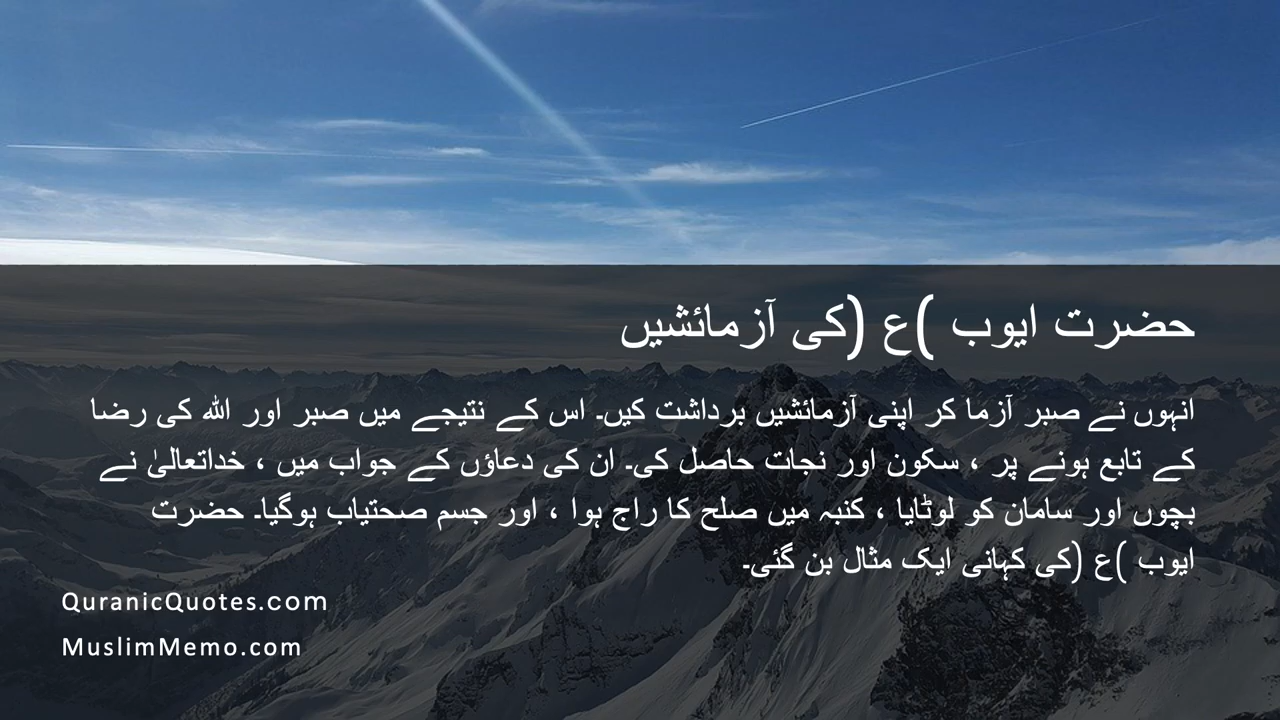 حضرت ایوب )ع (کی آزمائشیں
انہوں نے صبر آزما کر اپنی آزمائشیں برداشت کیں۔ اس کے نتیجے میں صبر اور اللہ کی رضا
کے تابع ہونے پر ، سکون اور نجات حاصل کی۔ ان کی دعاؤں کے جواب میں ، خداتعالیٰ نے
بچوں اور سامان کو لوٹایا ، کنبہ میں صلح کا راج ہوا ، اور جسم صحتیاب ہوگیا۔ حضرت
ایوب )ع (کی کہانی ایک مثال بن گئی۔
QuranicQuotes.com
MuslimMemo.com